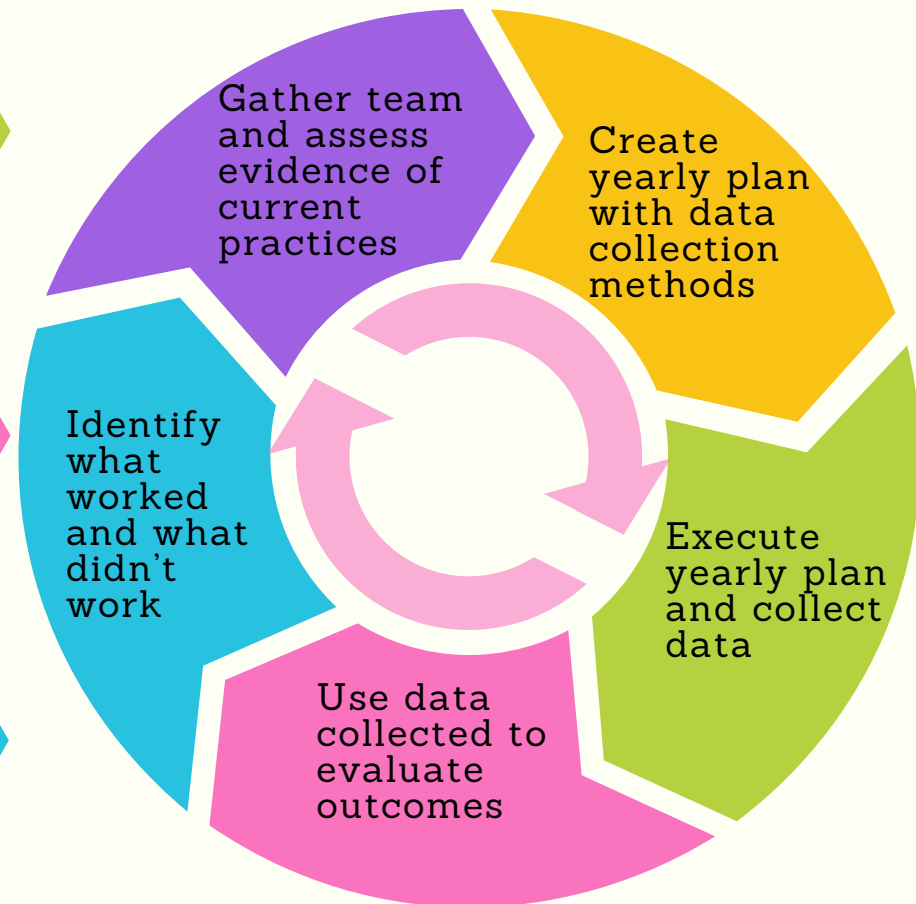 Gather team
and assess
evidence of
current
practices
Create
yearly plan
with data
collection
methods
Execute
yearly plan
and collect
data
Use data
collected to
evaluate
outcomes
Identify
what
worked
and what
didn't
work